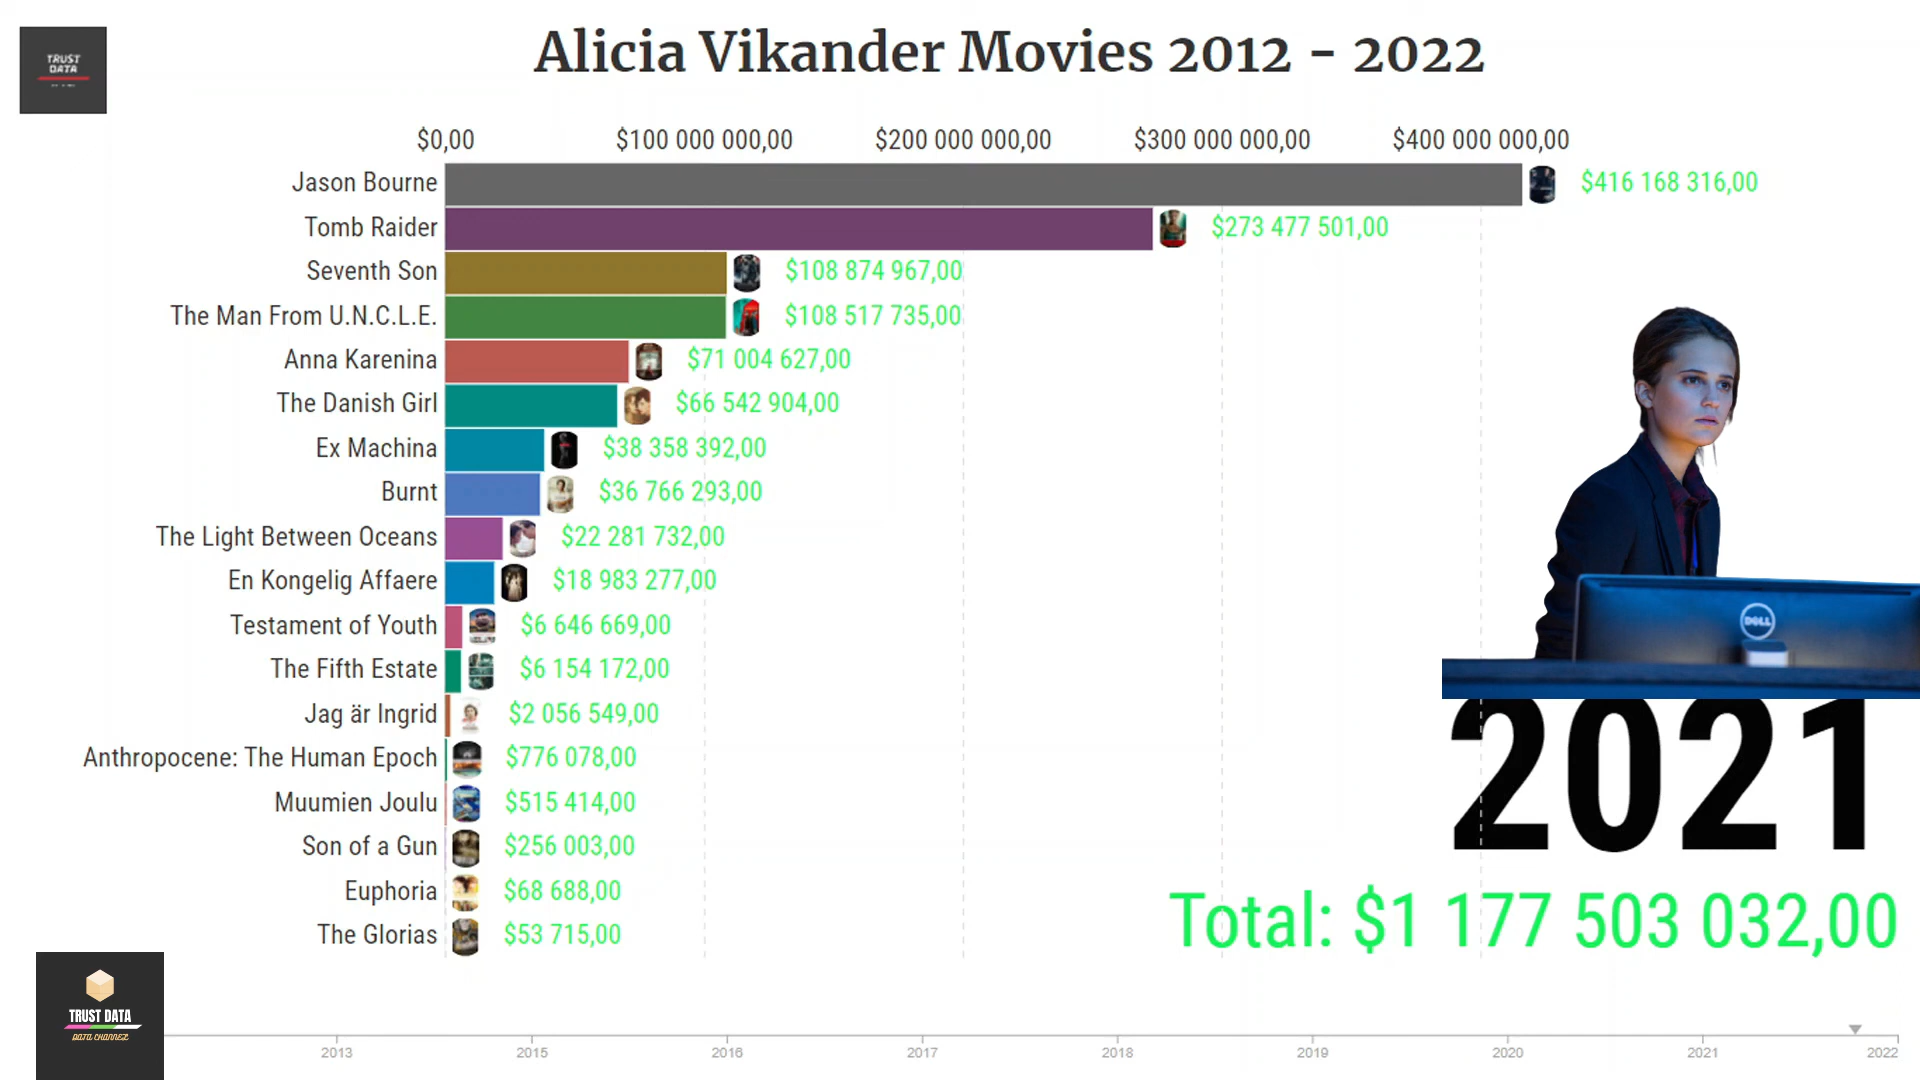 TRUST
DATA
Alicia Vikander Movies 2012 - 2022
$0,00 $100 000 000,00 $200 000 000,00 $300 000 000,00 $400 000 000,00
Jason Bourne $416 168 316,00
Tomb Raider $273 477 501,00
Seventh Son $108 874 967,00
The Man From U.N.C.L.E. $108 517 735,00
Anna Karenina $71 004 627,00
The Danish Girl $66 542 904,00
Ex Machina $38 358 392,00
Burnt $36 766 293,00
The Light Between Oceans $22 281 732,00
En Kongelig Affaere $18 983 277,00
Testament of Youth $6 646 669,00
The Fifth Estate $6 154 172,00
Jag är Ingrid $2 056 549,00
Anthropocene: The Human Epoch $776 078,00
Muumien Joulu $515 414,00
Son of a Gun $256 003,00
Euphoria $68 688,00
The Glorias $53 715,00
DELL
2021
Total: $1 177 503 032,00
TRUST DATA
DATA CHANNEL
2013 2015 2016 2017 2018 2019 2020 2021 2022